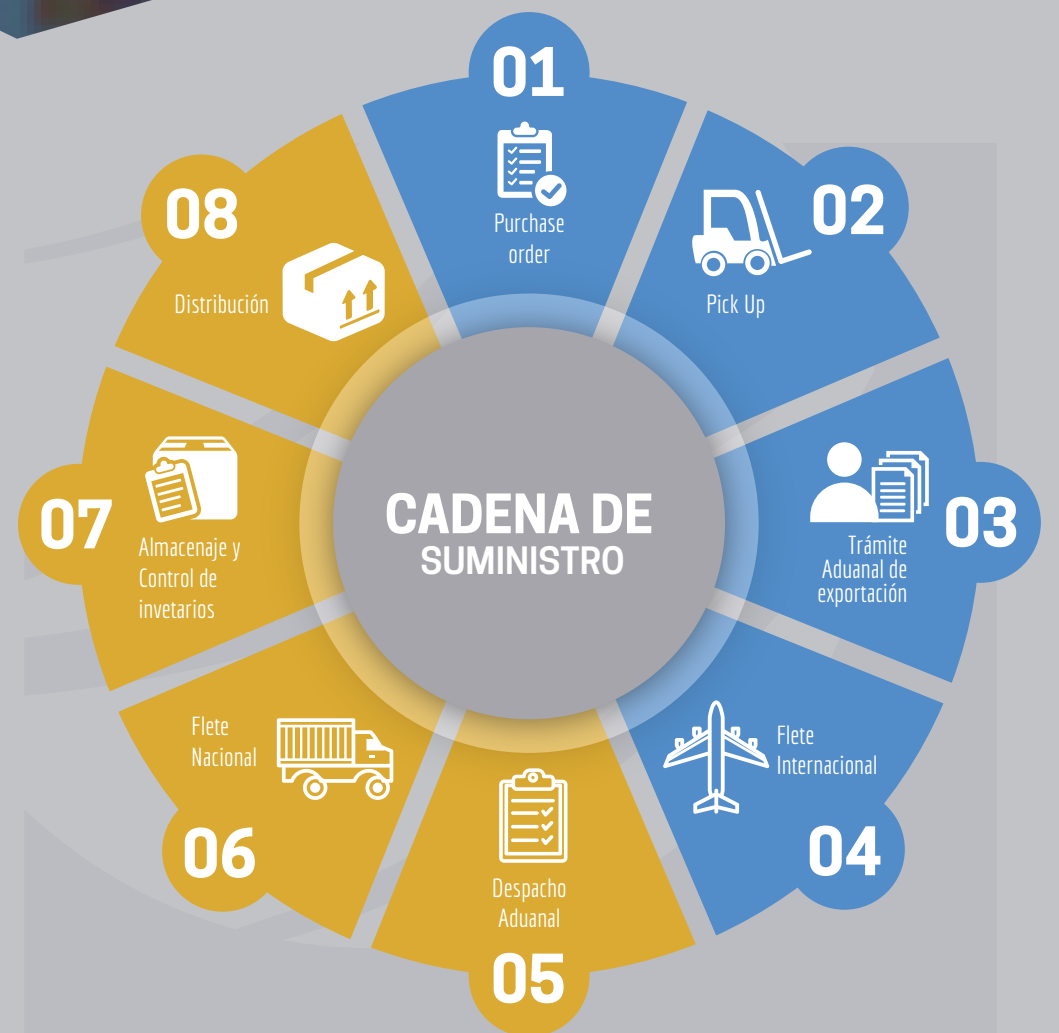 01
Purchase
order
02
Pick Up
03
Trámite
Aduanal de
exportación
04
Flete
Internacional
05
Despacho
Aduanal
06
Flete
Nacional
07
Almacenaje y
Control de
invetarios
08
Distribución
CADENA DE
SUMINISTRO